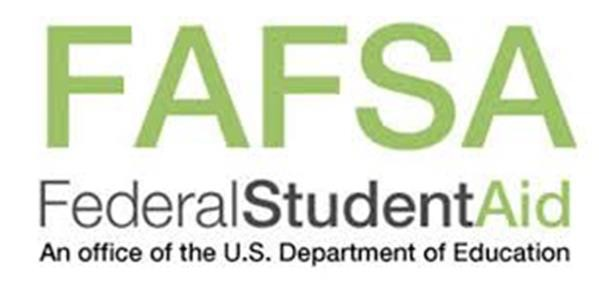 FAFSA
FederalStudentAid
An office of the U.S. Department of Education